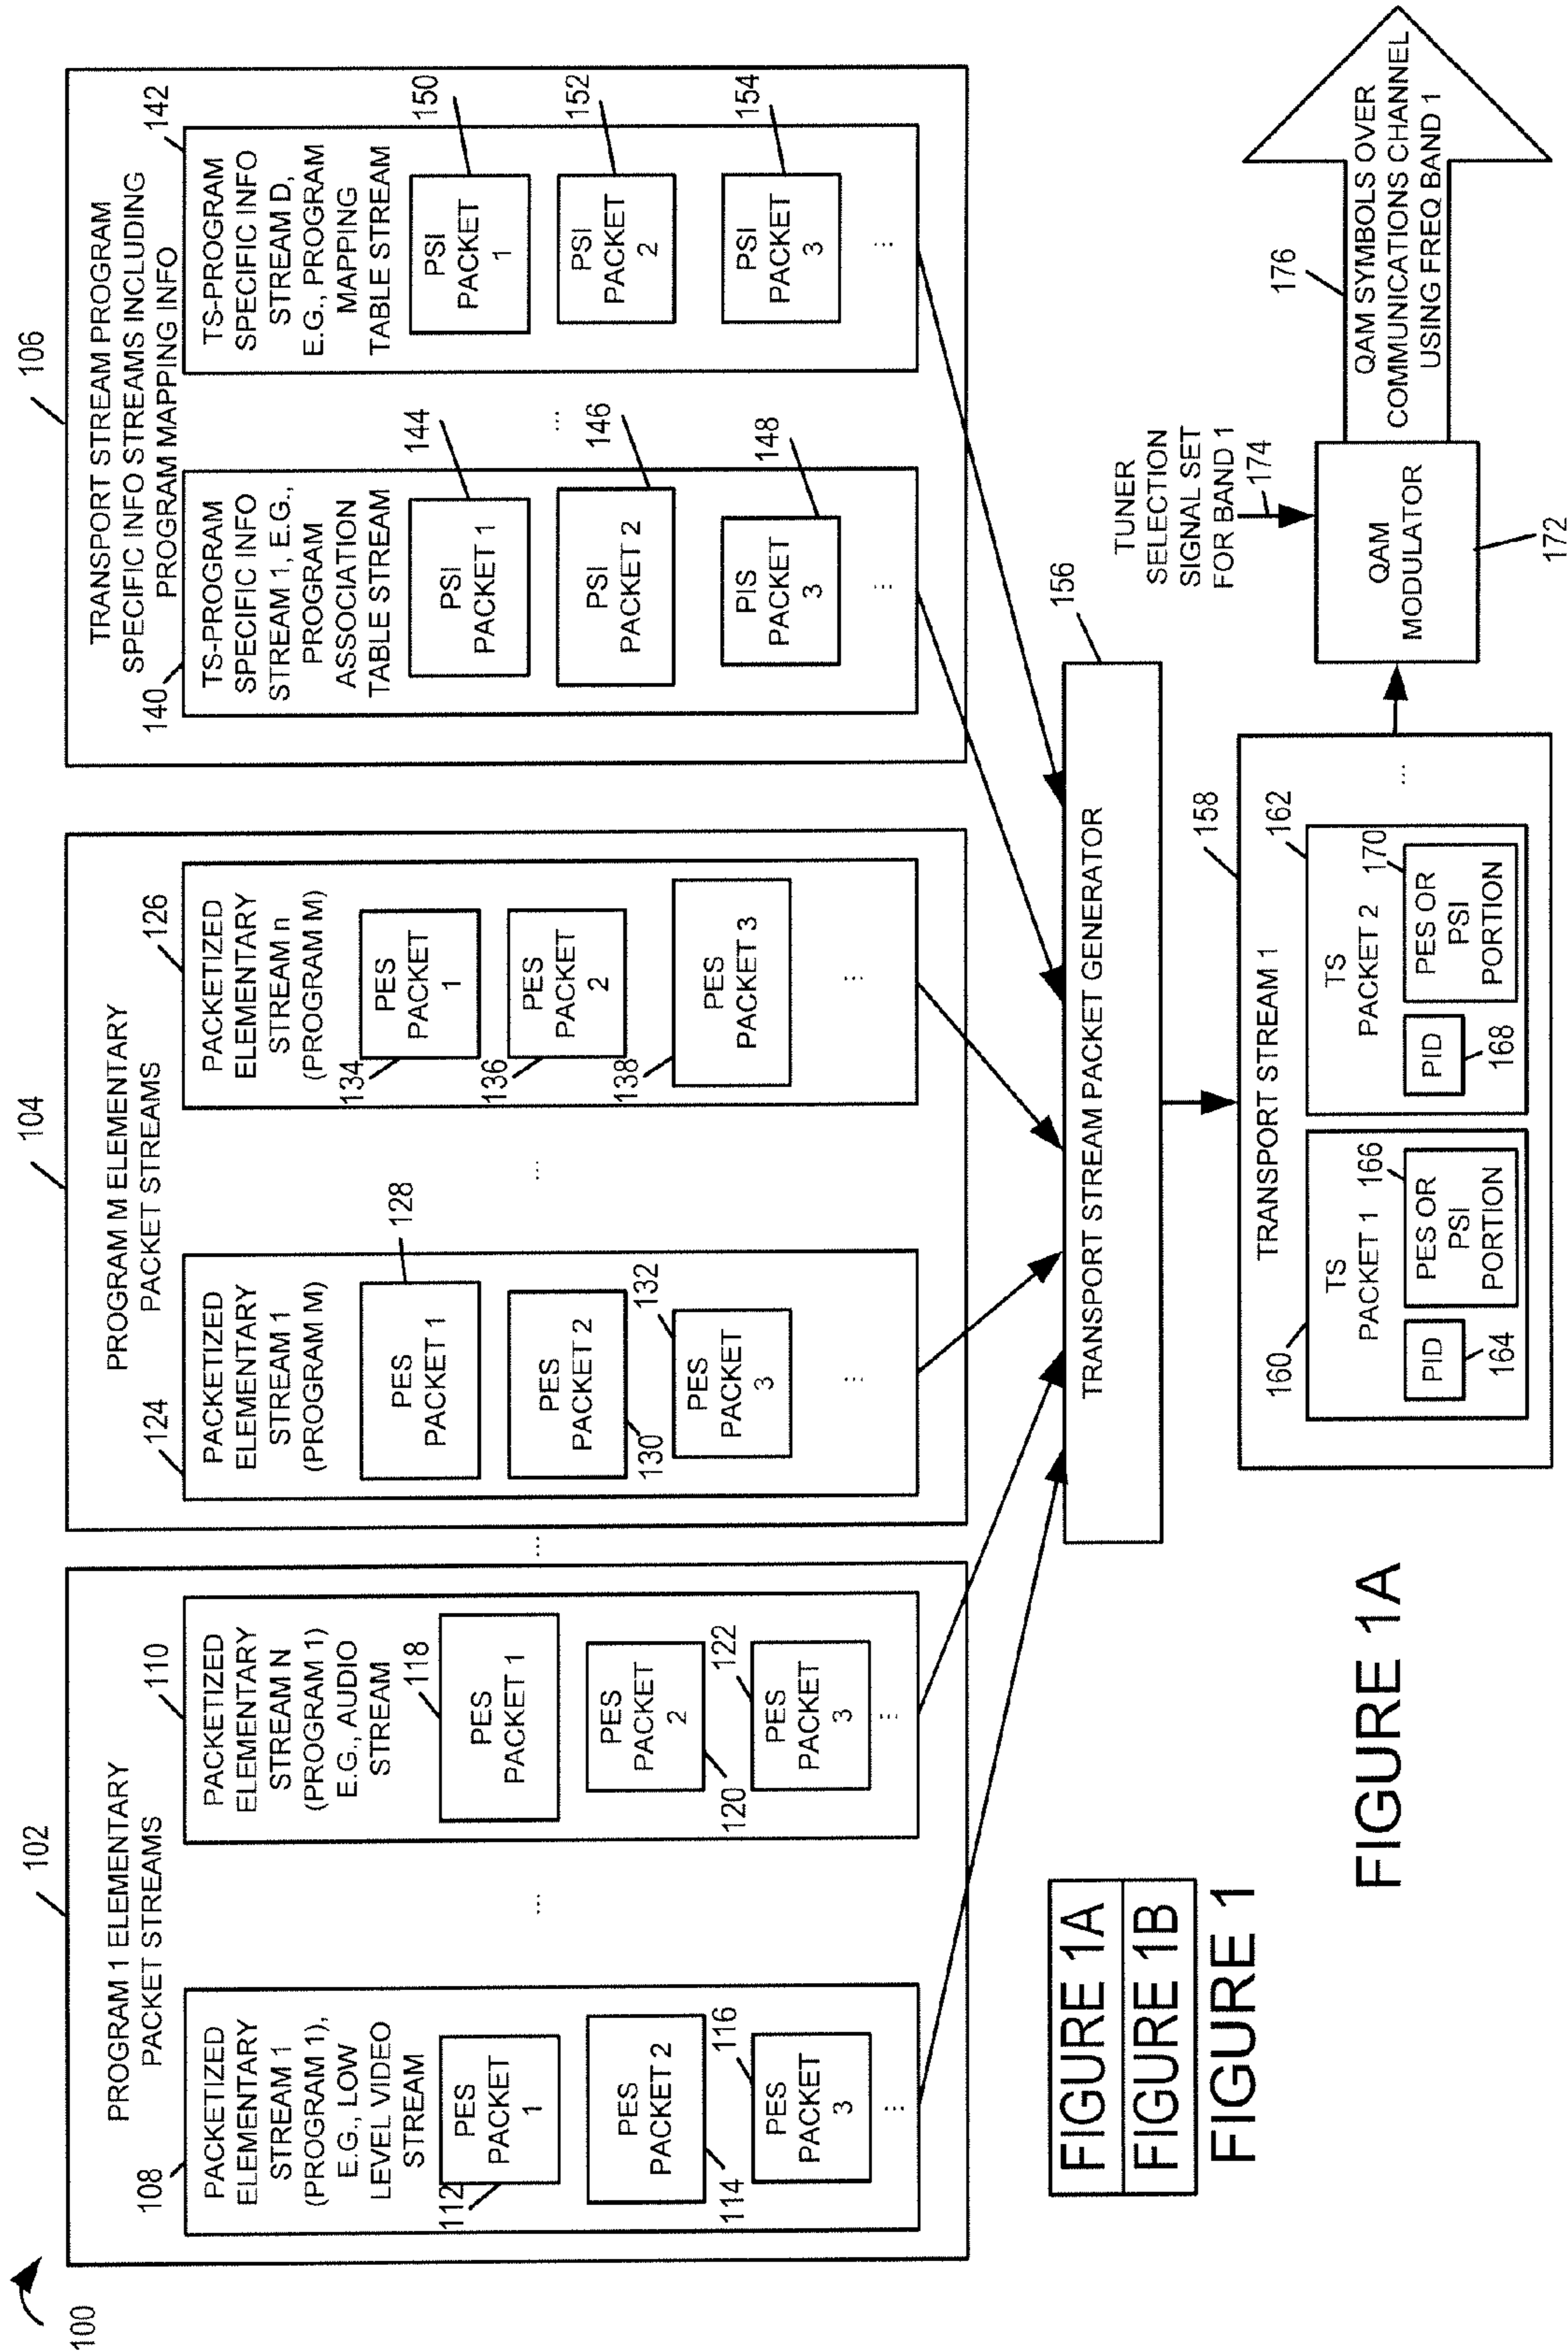 100
102
PROGRAM 1 ELEMENTARY
PACKET STREAMS
108
PACKETIZED
ELEMENTARY
STREAM 1
(PROGRAM 1),
E.G., LOW
LEVEL VIDEO
STREAM
112
PES
PACKET
1
PES
PACKET 2
114
116
PES
PACKET
3
...
...
110
PACKETIZED
ELEMENTARY
STREAM N
(PROGRAM 1)
E.G., AUDIO
STREAM
118
PES
PACKET 1
PES
PACKET
2
120
122
PES
PACKET
3
...
...
104
PROGRAM M ELEMENTARY
PACKET STREAMS
124
PACKETIZED
ELEMENTARY
STREAM 1
(PROGRAM M)
128
PES
PACKET 1
PES
PACKET 2
130
132
PES
PACKET
3
...
...
126
PACKETIZED
ELEMENTARY
STREAM n
(PROGRAM M)
134
PES
PACKET
1
136
PES
PACKET
2
138
PES
PACKET 3
...
106
TRANSPORT STREAM PROGRAM
SPECIFIC INFO STREAMS INCLUDING
PROGRAM MAPPING INFO
140
TS-PROGRAM
SPECIFIC INFO
STREAM 1, E.G.,
PROGRAM
ASSOCIATION
TABLE STREAM
144
PSI
PACKET 1
146
PSI
PACKET 2
148
PIS
PACKET
3
...
...
142
TS-PROGRAM
SPECIFIC INFO
STREAM D,
E.G., PROGRAM
MAPPING
TABLE STREAM
150
PSI
PACKET
1
152
PSI
PACKET
2
154
PSI
PACKET
3
...
TRANSPORT STREAM PACKET GENERATOR
156
158
TRANSPORT STREAM 1
160
TS
PACKET 1
166
PID
164
PES OR
PSI
PORTION
162
TS
PACKET 2
170
PID
168
PES OR
PSI
PORTION
...
TUNER
SELECTION
SIGNAL SET
FOR BAND 1
174
QAM
MODULATOR
172
176
QAM SYMBOLS OVER
COMMUNICATIONS CHANNEL
USING FREQ BAND 1
FIGURE 1A
FIGURE 1B
FIGURE 1
FIGURE 1A